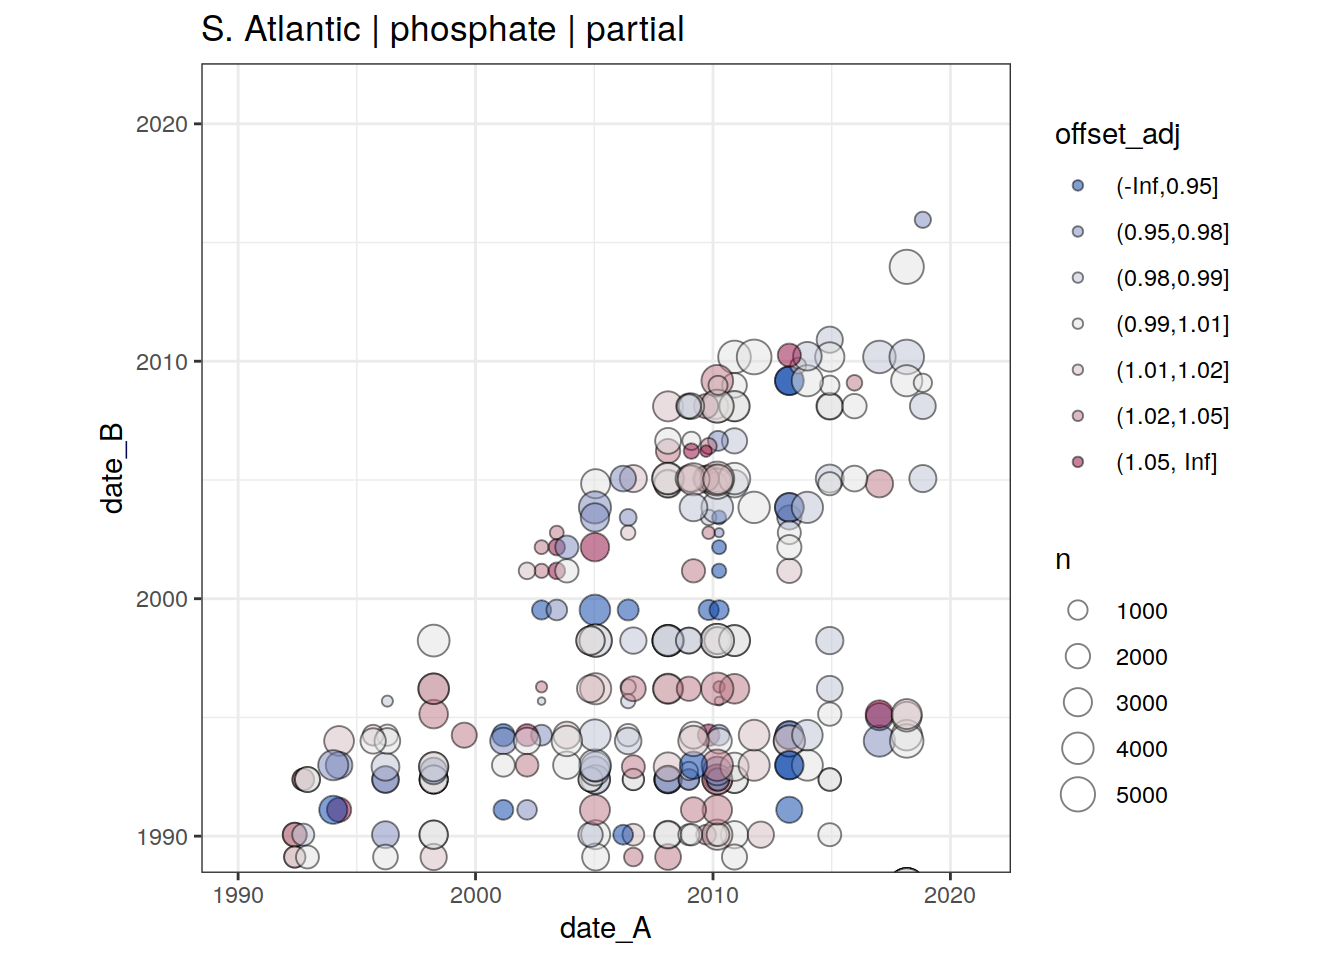 S. Atlantic | phosphate | partial
2020
2010
2000
1990
date_B
1990
2000
2010
2020
date_A
offset_adj
(-Inf,0.95]
(0.95,0.98]
(0.98,0.99]
(0.99,1.01]
(1.01,1.02]
(1.02,1.05]
(1.05, Inf]
n
1000
2000
3000
4000
5000